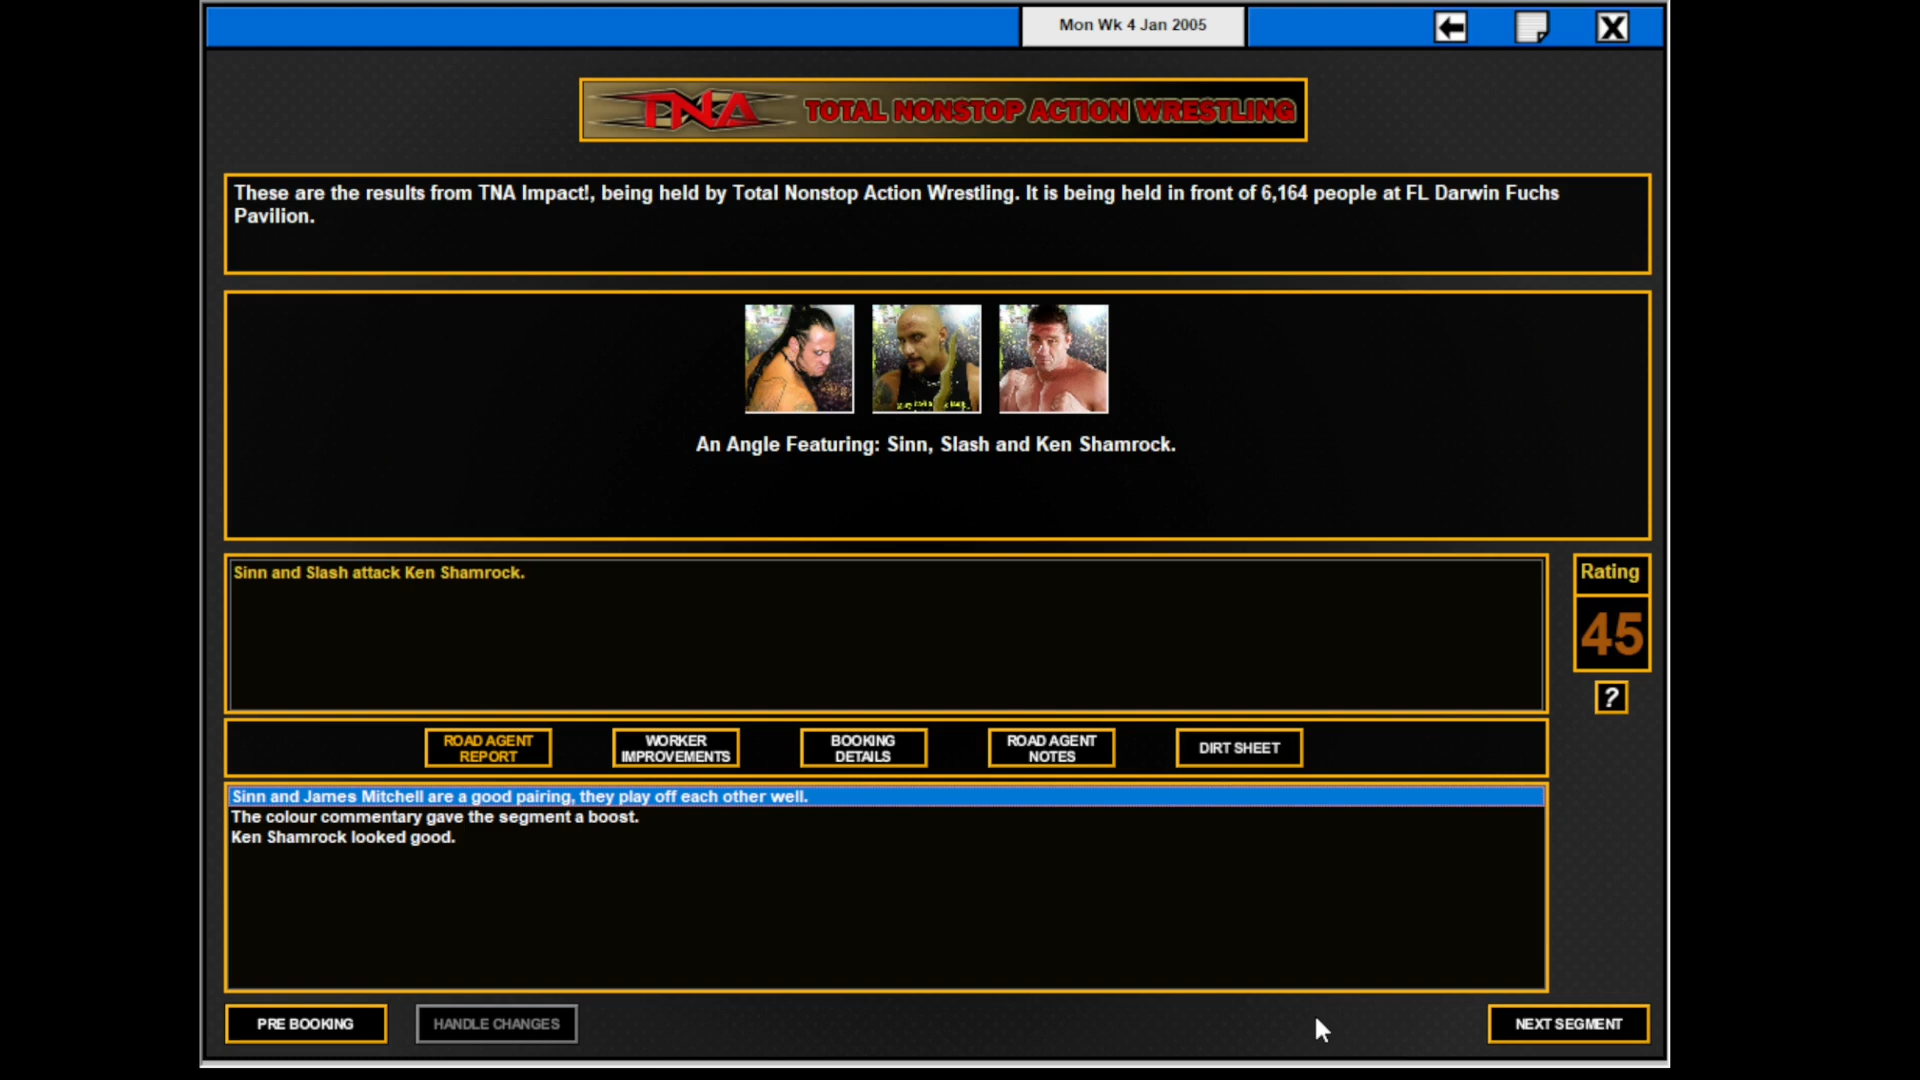 Mon Wk 4 Jan 2005
X
TNA TOTAL NONSTOP ACTION WRESTLING
These are the results from TNA Impact!, being held by Total Nonstop Action Wrestling. It is being held in front of 6,164 people at FL Darwin Fuchs
Pavilion.
An Angle Featuring: Sinn, Slash and Ken Shamrock.
Sinn and Slash attack Ken Shamrock.
Rating
45
?
ROAD AGENT
REPORT
WORKER
IMPROVEMENTS
BOOKING
DETAILS
ROAD AGENT
NOTES
DIRT SHEET
Sinn and James Mitchell are a good pairing, they play off each other well.
The colour commentary gave the segment a boost.
Ken Shamrock looked good.
PRE BOOKING
HANDLE CHANGES
NEXT SEGMENT